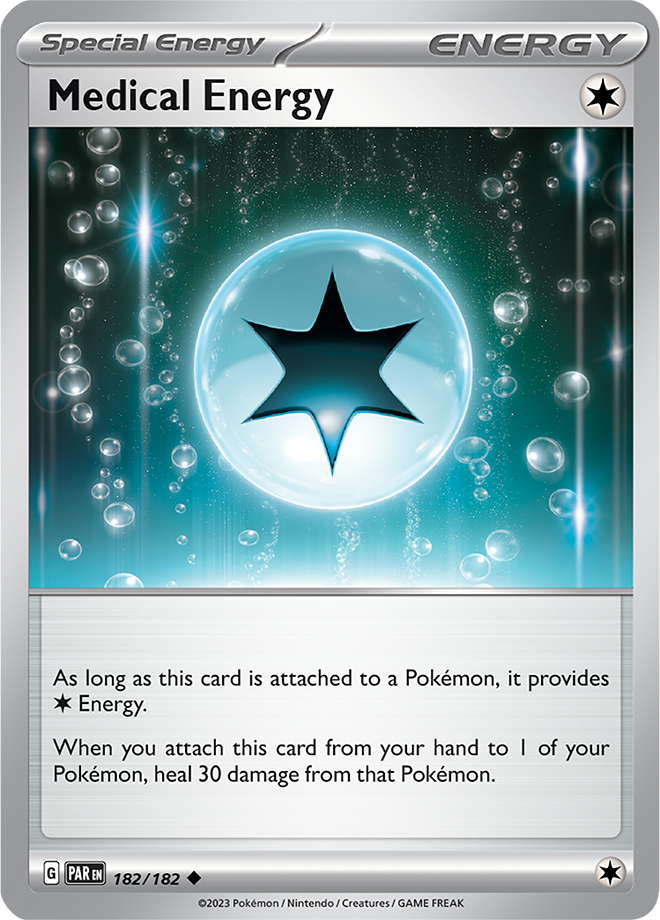 Special Energy ENERGY
Medical Energy
As long as this card is attached to a Pokémon, it provides
Energy.
When you attach this card from your hand to 1 of your
Pokémon, heal 30 damage from that Pokémon.
G PAR EN 182/182
©2023 Pokémon / Nintendo / Creatures / GAME FREAK